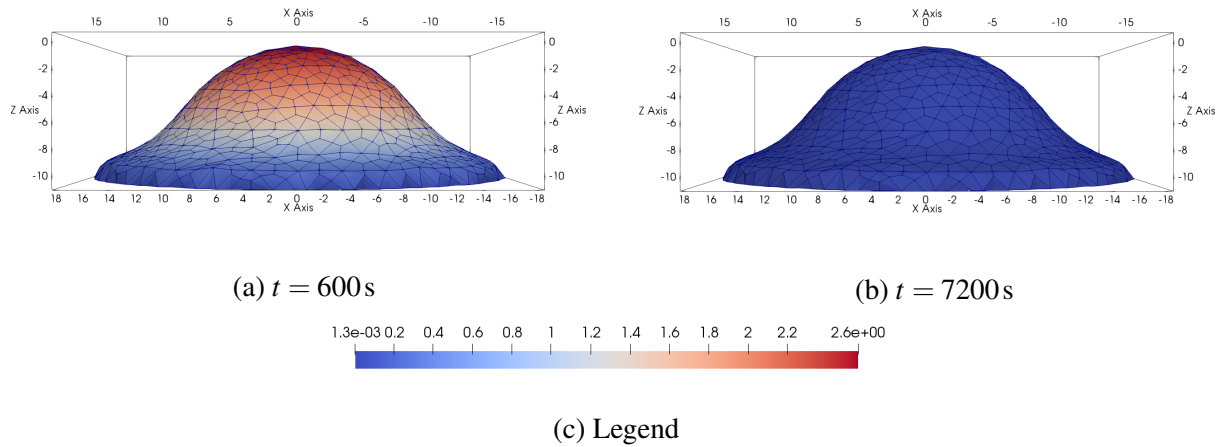 X Axis
15 10 5 0 -5 -10 -15
0 0
-2 -2
-4 -4
Z Axis -6 -6 Z Axis
-8 -8
-10 -10
18 16 14 12 10 8 6 4 2 0 -2 -4 -6 -8 -10 -12 -14 -16 -18
X Axis
(a) t = 600s
X Axis
15 10 5 0 -5 -10 -15
0 0
-2 -2
-4 -4
Z Axis -6 -6 Z Axis
-8 -8
-10 -10
18 16 14 12 10 8 6 4 2 0 -2 -4 -6 -8 -10 -12 -14 -16 -18
X Axis
(b) t = 7200s
1.3e-03 0.2 0.4 0.6 0.8 1 1.2 1.4 1.6 1.8 2 2.2 2.6e+00
(c) Legend